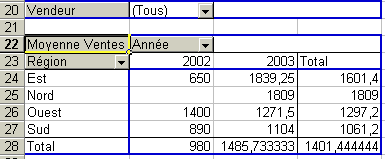 20 Vendeur (Tous)
21
22 Moyenne Ventes Année
23 Région 2002 2003 Total
24 Est 650 1839,25 1601,4
25 Nord 1809 1809
26 Ouest 1400 1271,5 1297,2
27 Sud 890 1104 1061,2
28 Total 980 1485,733333 1401,444444